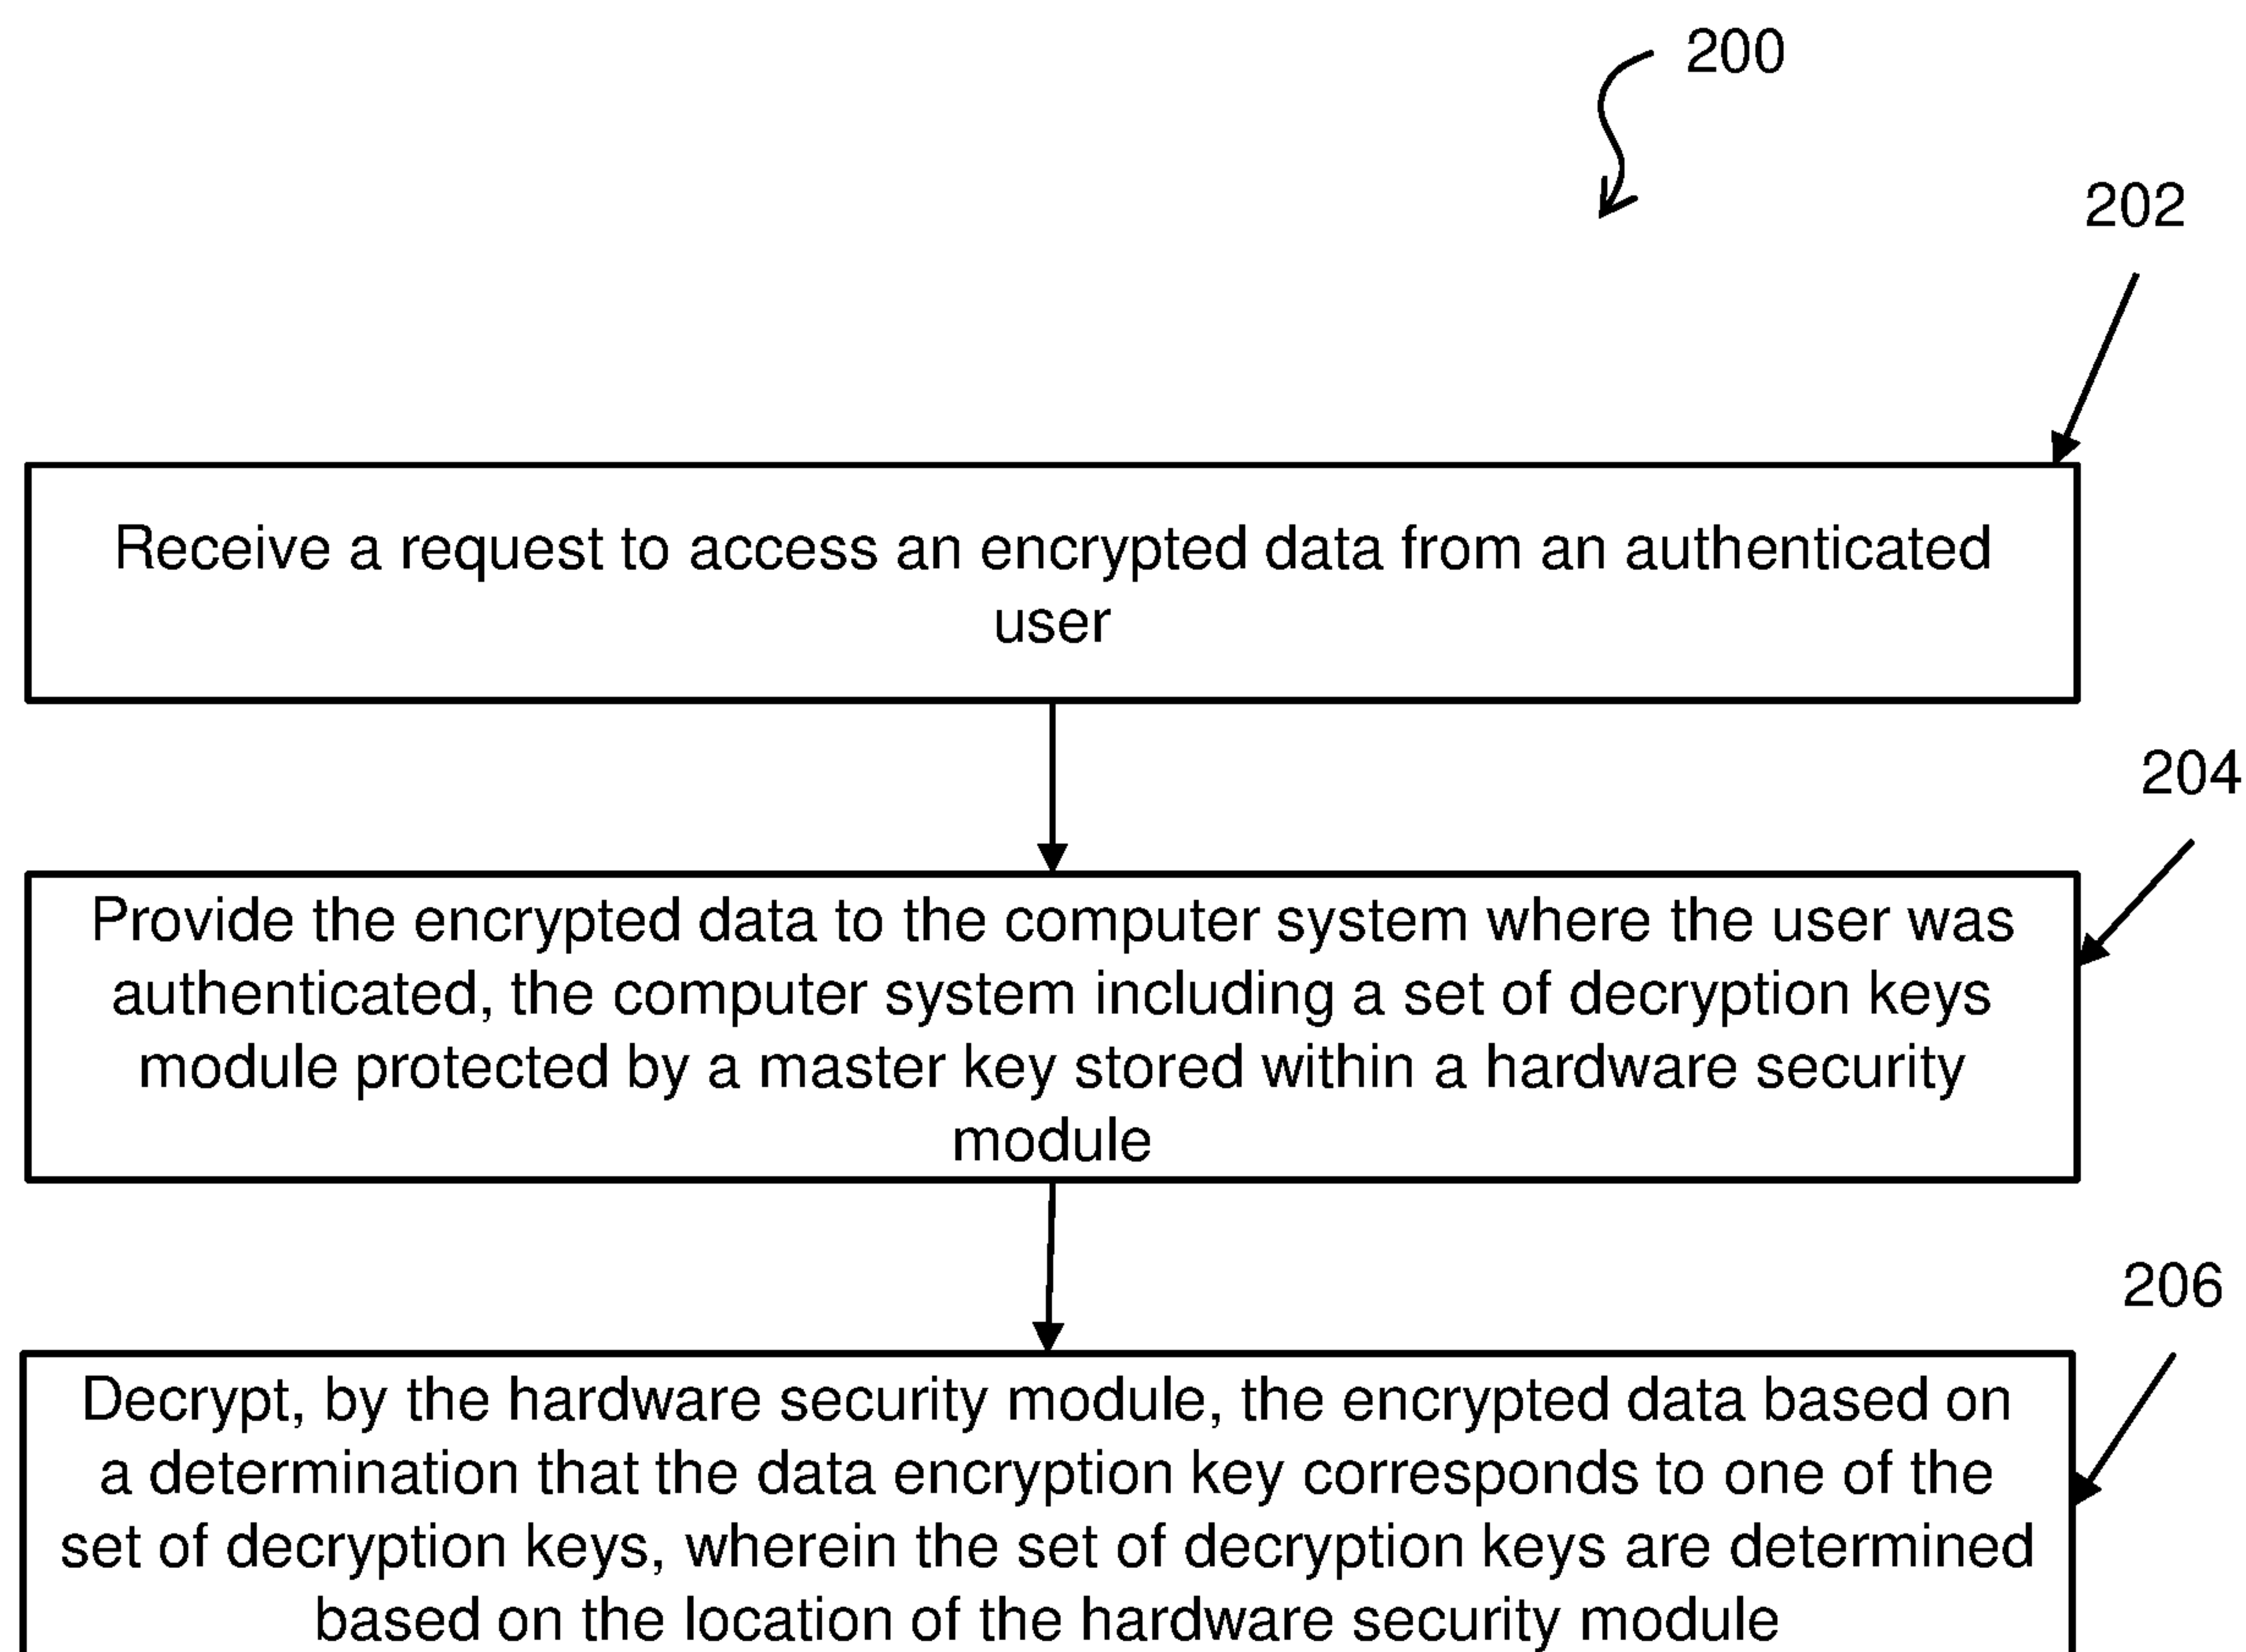 200
202
Receive a request to access an encrypted data from an authenticated
user
204
Provide the encrypted data to the computer system where the user was
authenticated, the computer system including a set of decryption keys
module protected by a master key stored within a hardware security
module
206
Decrypt, by the hardware security module, the encrypted data based on
a determination that the data encryption key corresponds to one of the
set of decryption keys, wherein the set of decryption keys are determined
based on the location of the hardware security module